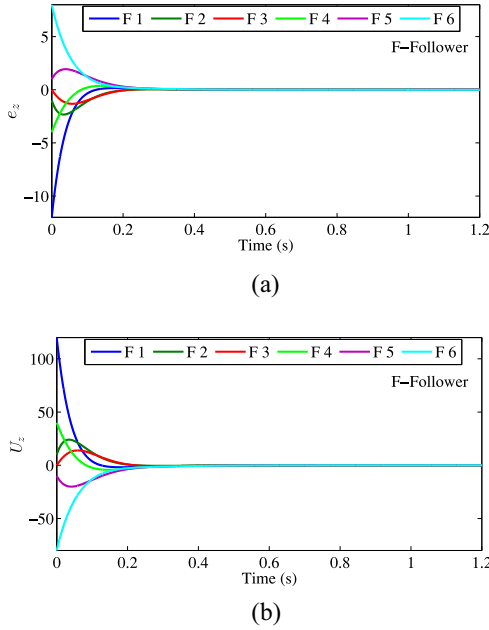 F 1 F 2 F 3 F 4 F 5 F 6
F−Follower
5
0
−5
−10
e_z
0 0.2 0.4 0.6 0.8 1 1.2
Time (s)
(a)
F 1 F 2 F 3 F 4 F 5 F 6
F−Follower
100
50
0
−50
U_z
0 0.2 0.4 0.6 0.8 1 1.2
Time (s)
(b)